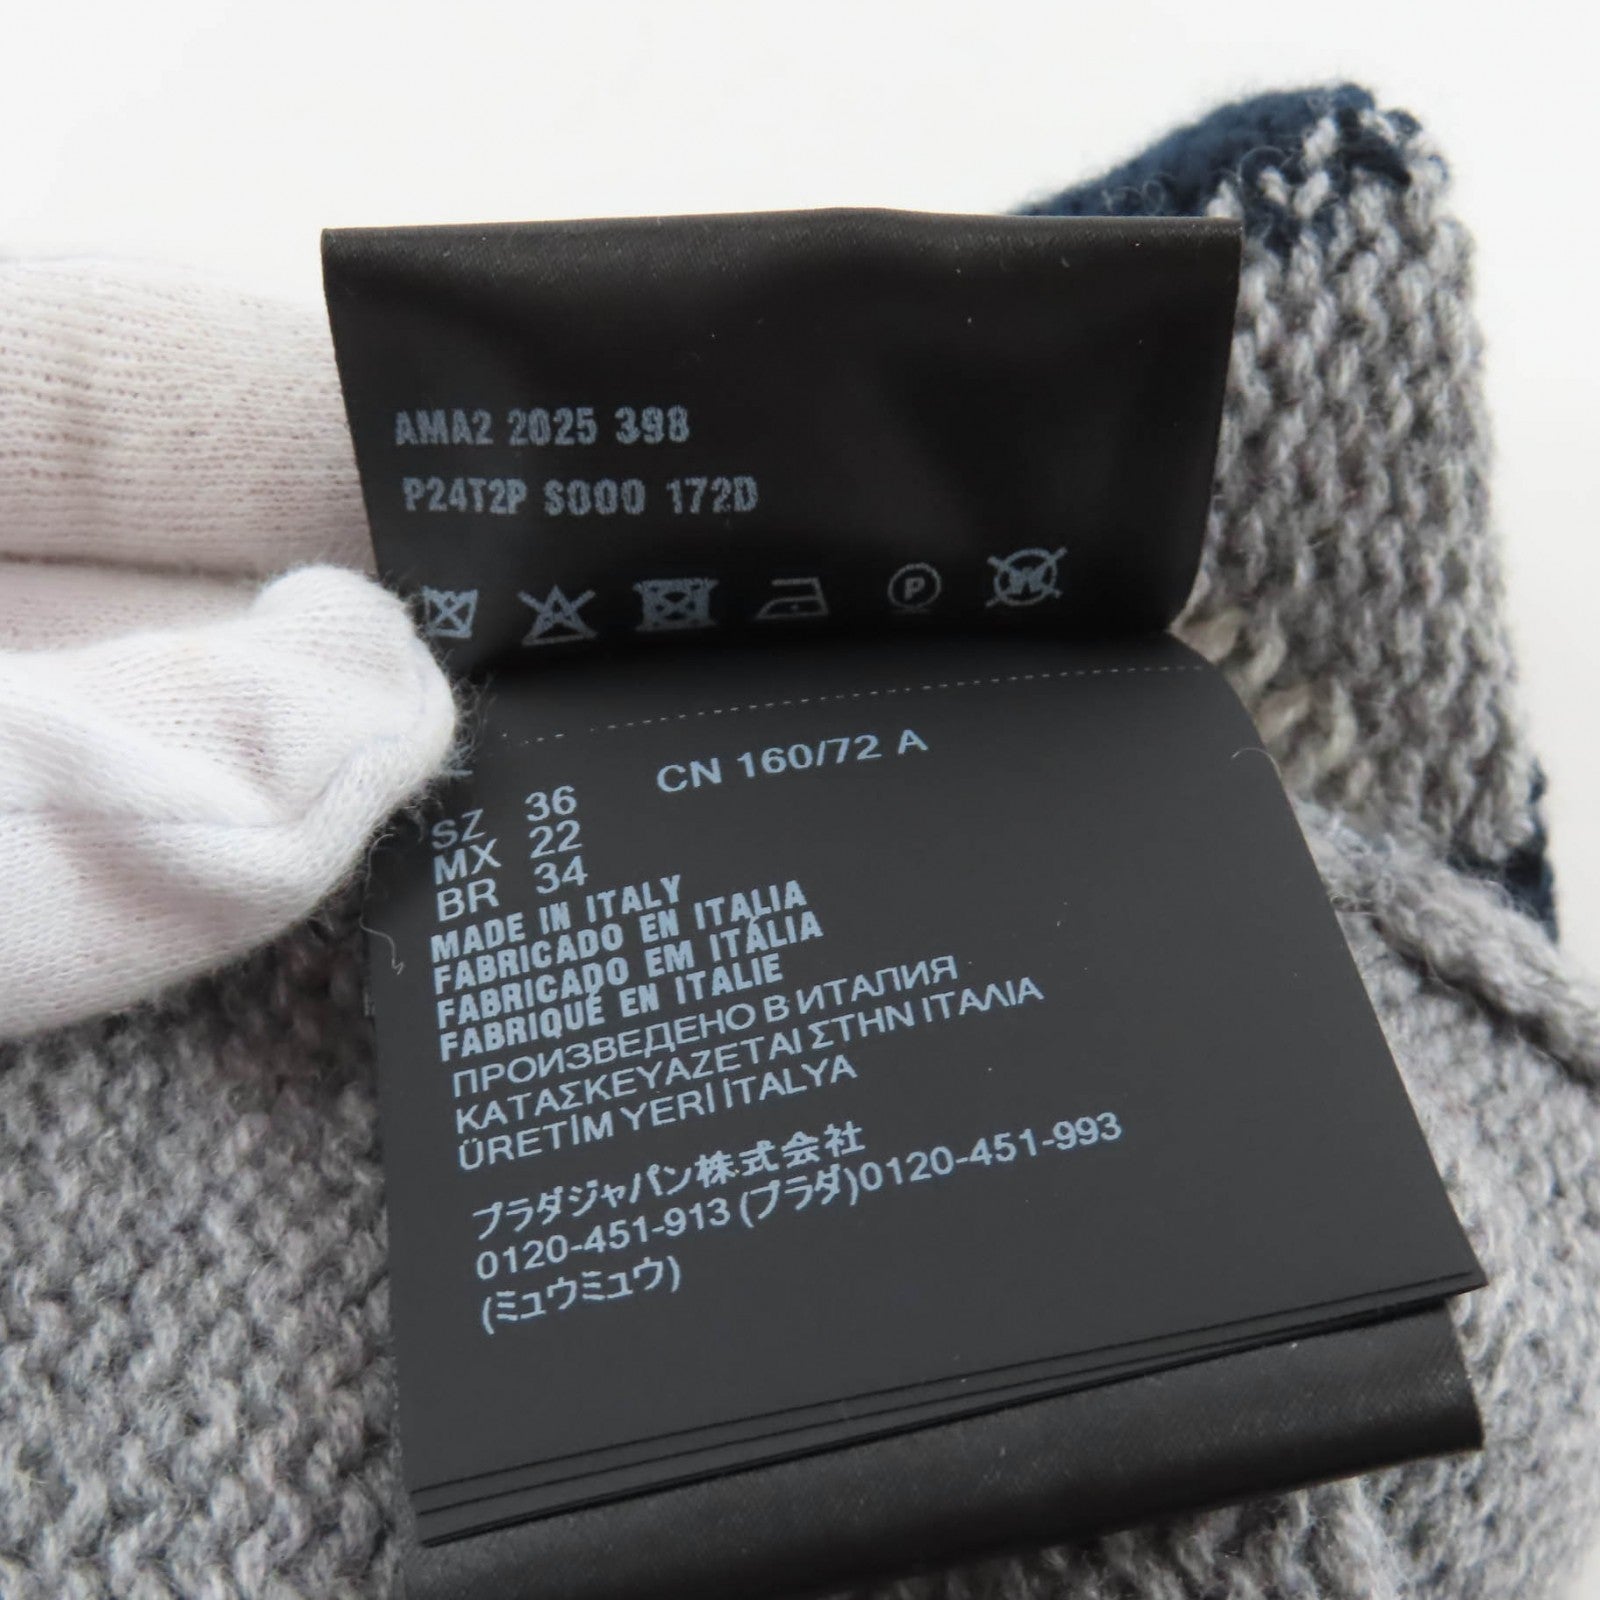 AMA2 2025 398
P24T2P S000 172D
P
CN 160/72 A
SZ 36
MX 22
BR 34
MADE IN ITALY
FABRICADO EN ITALIA
FABRICADO EM ITÁLIA
FABRIQUÉ EN ITALIE
ПРОИЗВЕДЕНО В ИТАЛИЯ
ΚΑΤΑΣΚΕΥΑΖΕΤΑΙ ΣΤΗΝ ΙΤΑΛΙΑ
ÜRETİM YERİ İTALYA
プラダジャパン株式会社
0120-451-913 (プラダ)0120-451-993
(ミュウミュウ)